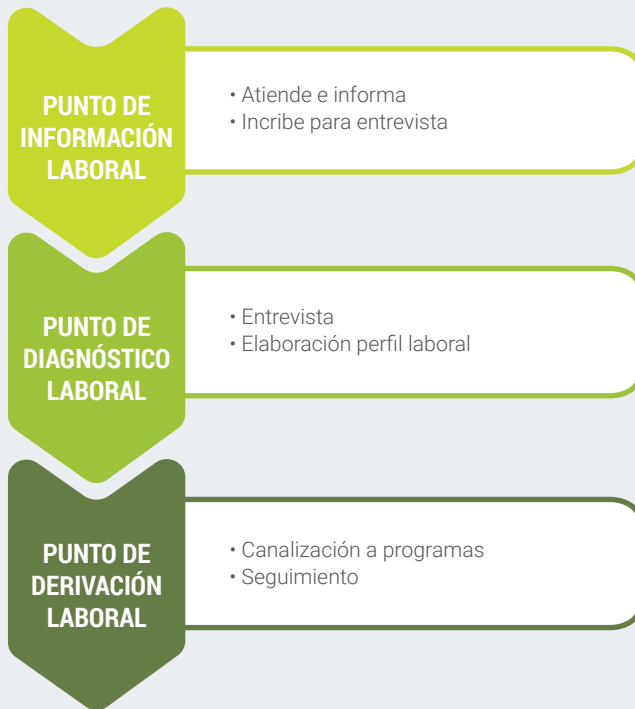 PUNTO DE
INFORMACIÓN
LABORAL
• Atiende e informa
• Incribe para entrevista
PUNTO DE
DIAGNÓSTICO
LABORAL
• Entrevista
• Elaboración perfil laboral
PUNTO DE
DERIVACIÓN
LABORAL
• Canalización a programas
• Seguimiento